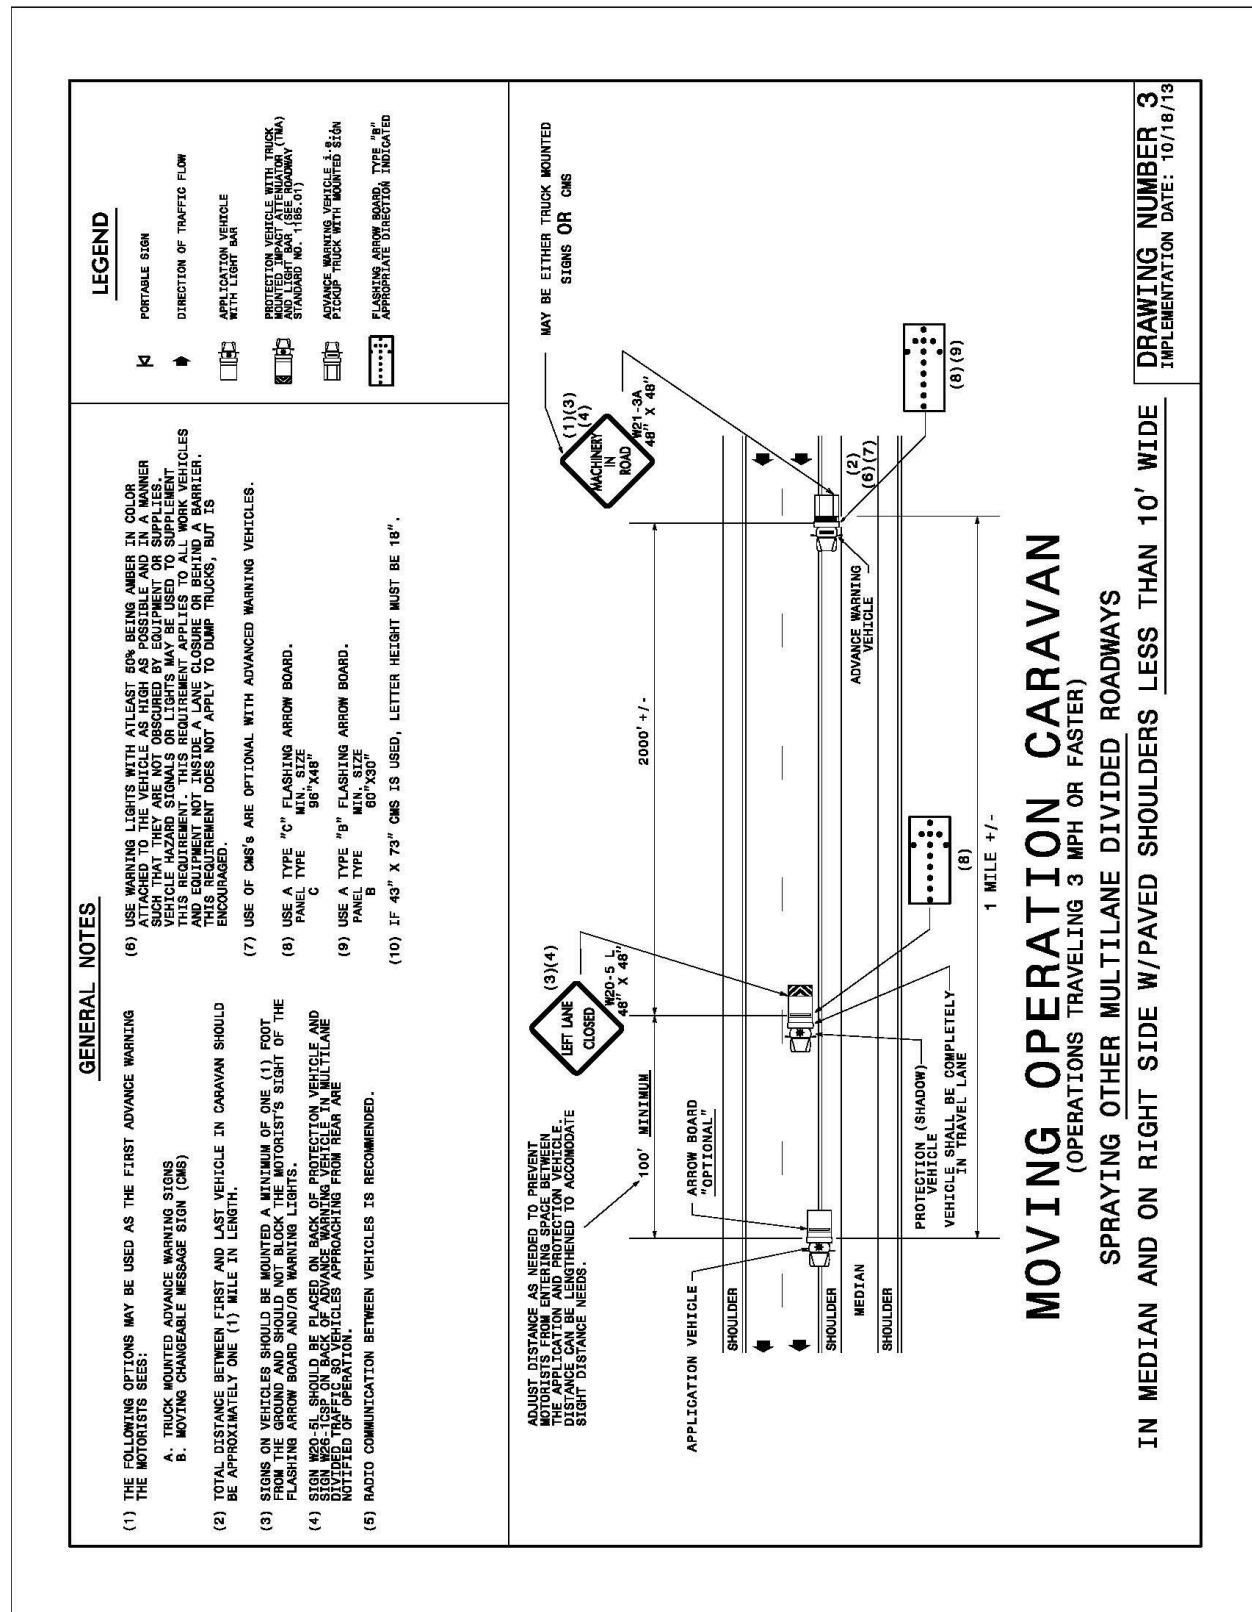 GENERAL NOTES
(1) THE FOLLOWING OPTIONS MAY BE USED AS THE FIRST ADVANCE WARNING
THE MOTORISTS SEES:
A. TRUCK MOUNTED ADVANCE WARNING SIGNS
B. MOVING CHANGEABLE MESSAGE SIGN (CMS)
(2) TOTAL DISTANCE BETWEEN FIRST AND LAST VEHICLE IN CARAVAN SHOULD
BE APPROXIMATELY ONE (1) MILE IN LENGTH.
(3) SIGNS ON VEHICLES SHOULD BE MOUNTED A MINIMUM OF ONE (1) FOOT
FROM THE GROUND AND SHOULD NOT BLOCK THE MOTORIST'S SIGHT OF THE
FLASHING ARROW BOARD AND/OR WARNING LIGHTS.
(4) SIGN W20-5L SHOULD BE PLACED ON BACK OF PROTECTION VEHICLE AND
SIGN W26-1CSP ON BACK OF ADVANCE WARNING VEHICLE IN MULTILANE
DIVIDED TRAFFIC SO VEHICLES APPROACHING FROM REAR ARE
NOTIFIED OF OPERATION.
(5) RADIO COMMUNICATION BETWEEN VEHICLES IS RECOMMENDED.
(6) USE WARNING LIGHTS WITH ATLEAST 50% BEING AMBER IN COLOR
ATTACHED TO THE VEHICLE AS HIGH AS POSSIBLE AND IN A MANNER
SUCH THAT THEY ARE NOT OBSCURED BY EQUIPMENT OR SUPPLIES.
VEHICLE HAZARD SIGNALS OR LIGHTS MAY BE USED TO SUPPLEMENT
THIS REQUIREMENT. THIS REQUIREMENT APPLIES TO ALL WORK VEHICLES
AND EQUIPMENT NOT INSIDE A LANE CLOSURE OR BEHIND A BARRIER.
THIS REQUIREMENT DOES NOT APPLY TO DUMP TRUCKS, BUT IS
ENCOURAGED.
(7) USE OF CMS's ARE OPTIONAL WITH ADVANCED WARNING VEHICLES.
(8) USE A TYPE "C" FLASHING ARROW BOARD.
PANEL TYPE MIN. SIZE
C 96"X48"
(9) USE A TYPE "B" FLASHING ARROW BOARD.
PANEL TYPE MIN. SIZE
B 60"X30"
(10) IF 43" X 73" CMS IS USED, LETTER HEIGHT MUST BE 18".
LEGEND
PORTABLE SIGN
DIRECTION OF TRAFFIC FLOW
APPLICATION VEHICLE
WITH LIGHT BAR
PROTECTION VEHICLE WITH TRUCK
MOUNTED IMPACT ATTENUATOR (TMA)
AND LIGHT BAR (SEE ROADWAY
STANDARD NO. 1165.01)
ADVANCE WARNING VEHICLE i.e.,
PICKUP TRUCK WITH MOUNTED SIGN
FLASHING ARROW BOARD, TYPE "B"
APPROPRIATE DIRECTION INDICATED
ADJUST DISTANCE AS NEEDED TO PREVENT
MOTORISTS FROM ENTERING SPACE BETWEEN
THE APPLICATION AND PROTECTION VEHICLE.
DISTANCE CAN BE LENGTHENED TO ACCOMODATE
SIGHT DISTANCE NEEDS.
LEFT LANE
CLOSED
(3)(4)
W20-5 L
48" X 48"
MACHINERY
IN
ROAD
(1)(3)
(4)
W21-3A
48" X 48"
MAY BE EITHER TRUCK MOUNTED
SIGNS OR CMS
100' MINIMUM
2000'+/-
APPLICATION VEHICLE
ARROW BOARD
"OPTIONAL"
SHOULDER
SHOULDER
MEDIAN
SHOULDER
ADVANCE WARNING
VEHICLE
(2)
(6)(7)
PROTECTION (SHADOW)
VEHICLE
VEHICLE SHALL BE COMPLETELY
IN TRAVEL LANE
(8)
(8)(9)
1 MILE +/-
MOVING OPERATION CARAVAN
(OPERATIONS TRAVELING 3 MPH OR FASTER)
SPRAYING OTHER MULTILANE DIVIDED ROADWAYS
IN MEDIAN AND ON RIGHT SIDE W/PAVED SHOULDERS LESS THAN 10' WIDE
DRAWING NUMBER 3
IMPLEMENTATION DATE: 10/18/13